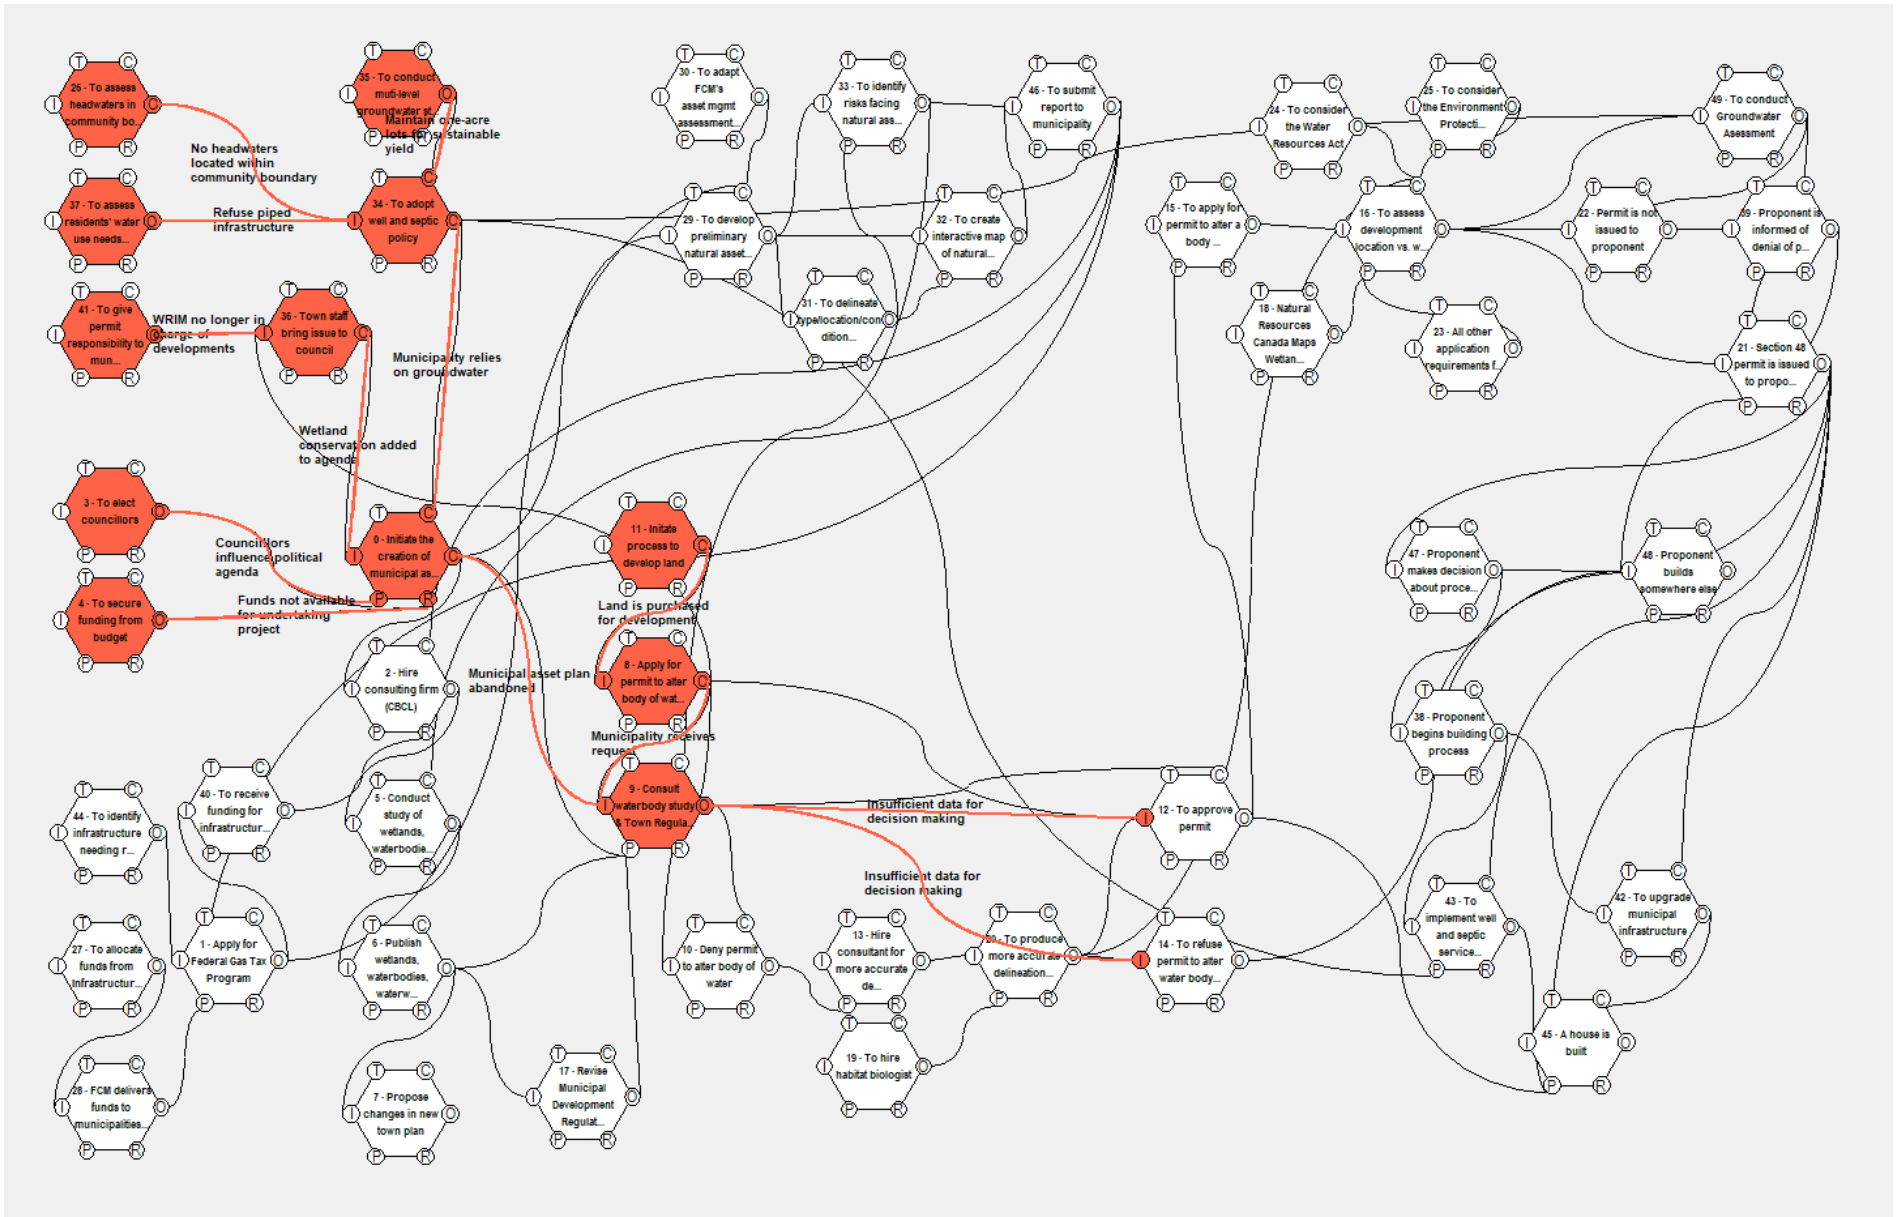 26 - To assess
headwaters in
community bo...
35 - To conduct
muti-level
groundwater st...
30 - To adapt
FCM's
asset mgmt
assessment...
33 - To identify
risks facing
natural ass...
46 - To submit
report to
municipality
24 - To consider
the Water
Resources Act
25 - To consider
the Environment
Protecti...
49 - To conduct
Groundwater
Asessment
Maintain one-acre
lots for sustainable
yield
No headwaters
located within
community boundary
37 - To assess
residents' water
use needs...
Refuse piped
infrastructure
34 - To adopt
well and septic
policy
29 - To develop
preliminary
natural asset...
32 - To create
interactive map
of natural...
15 - To apply for
permit to alter a
body ...
16 - To assess
development
location vs. w...
22 - Permit is not
issued to
proponent
39 - Proponent is
informed of
denial of p...
41 - To give
permit
responsibility to
mun...
WRIM no longer in
charge of
developments
36 - Town staff
bring issue to
council
Municipality relies
on groundwater
31 - To delineate
type/location/con
dition...
18 - Natural
Resources
Canada Maps
Wetlan...
23 - All other
application
requirements f...
21 - Section 48
permit is issued
to propo...
Wetland
conservation added
to agenda
3 - To elect
councillors
Councillors
influence political
agenda
0 - Initiate the
creation of
municipal as...
11 - Initate
process to
develop land
47 - Proponent
makes decision
about proce...
48 - Proponent
builds
somewhere else
4 - To secure
funding from
budget
Funds not available
for undertaking
project
Land is purchased
for development
2 - Hire
consulting firm
(CBCL)
Municipal asset plan
abandoned
8 - Apply for
permit to alter
body of wat...
Municipality receives
request
38 - Proponent
begins building
process
44 - To identify
infrastructure
needing r...
40 - To receive
funding for
infrastructur...
5 - Conduct
study of
wetlands,
waterbodie...
9 - Consult
waterbody study
& Town Regula...
Insufficient data for
decision making
12 - To approve
permit
Insufficient data for
decision making
27 - To allocate
funds from
Infrastructur...
1 - Apply for
Federal Gas Tax
Program
6 - Publish
wetlands,
waterbodies,
waterw...
10 - Deny permit
to alter body of
water
13 - Hire
consultant for
more accurate
de...
20 - To produce
more accurate
delineation...
14 - To refuse
permit to alter
water body...
43 - To
implement well
and septic
service...
42 - To upgrade
municipal
infrastructure
28 - FCM delivers
funds to
municipalities...
7 - Propose
changes in new
town plan
17 - Revise
Municipal
Development
Regulat...
19 - To hire
habitat biologist
45 - A house is
built